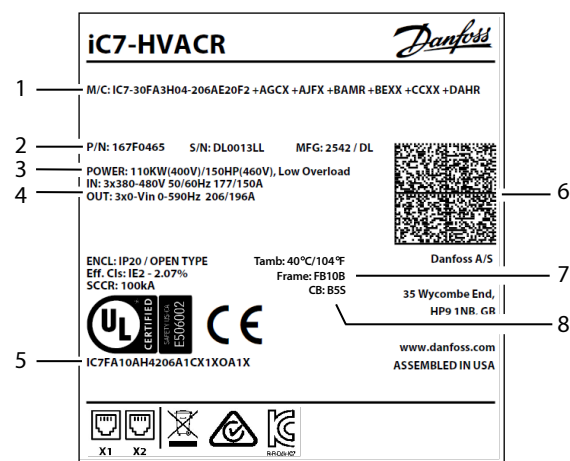 iC7-HVACR
Danfoss
1
M/C: IC7-30FA3H04-206AE20F2 +AGCX +AJFX +BAMR +BEXX +CCXX +DAHR
2
P/N: 167F0465 S/N: DL0013LL MFG: 2542 / DL
3
POWER: 110KW(400V)/150HP(460V), Low Overload
IN: 3x380-480V 50/60Hz 177/150A
4
OUT: 3x0-Vin 0-590Hz 206/196A
6
ENCL: IP20 / OPEN TYPE
Eff. Cls: IE2 - 2.07%
SCCR: 100kA
Tamb: 40°C/104°F
Frame: FB10B
CB: B5S
7
8
Danfoss A/S
35 Wycombe End,
HP9 1NB, GB
UL
CERTIFIED
SAFETY US-CA
E506002
CE
www.danfoss.com
ASSEMBLED IN USA
5
IC7FA10AH4206A1CX1XOA1X
X1 X2